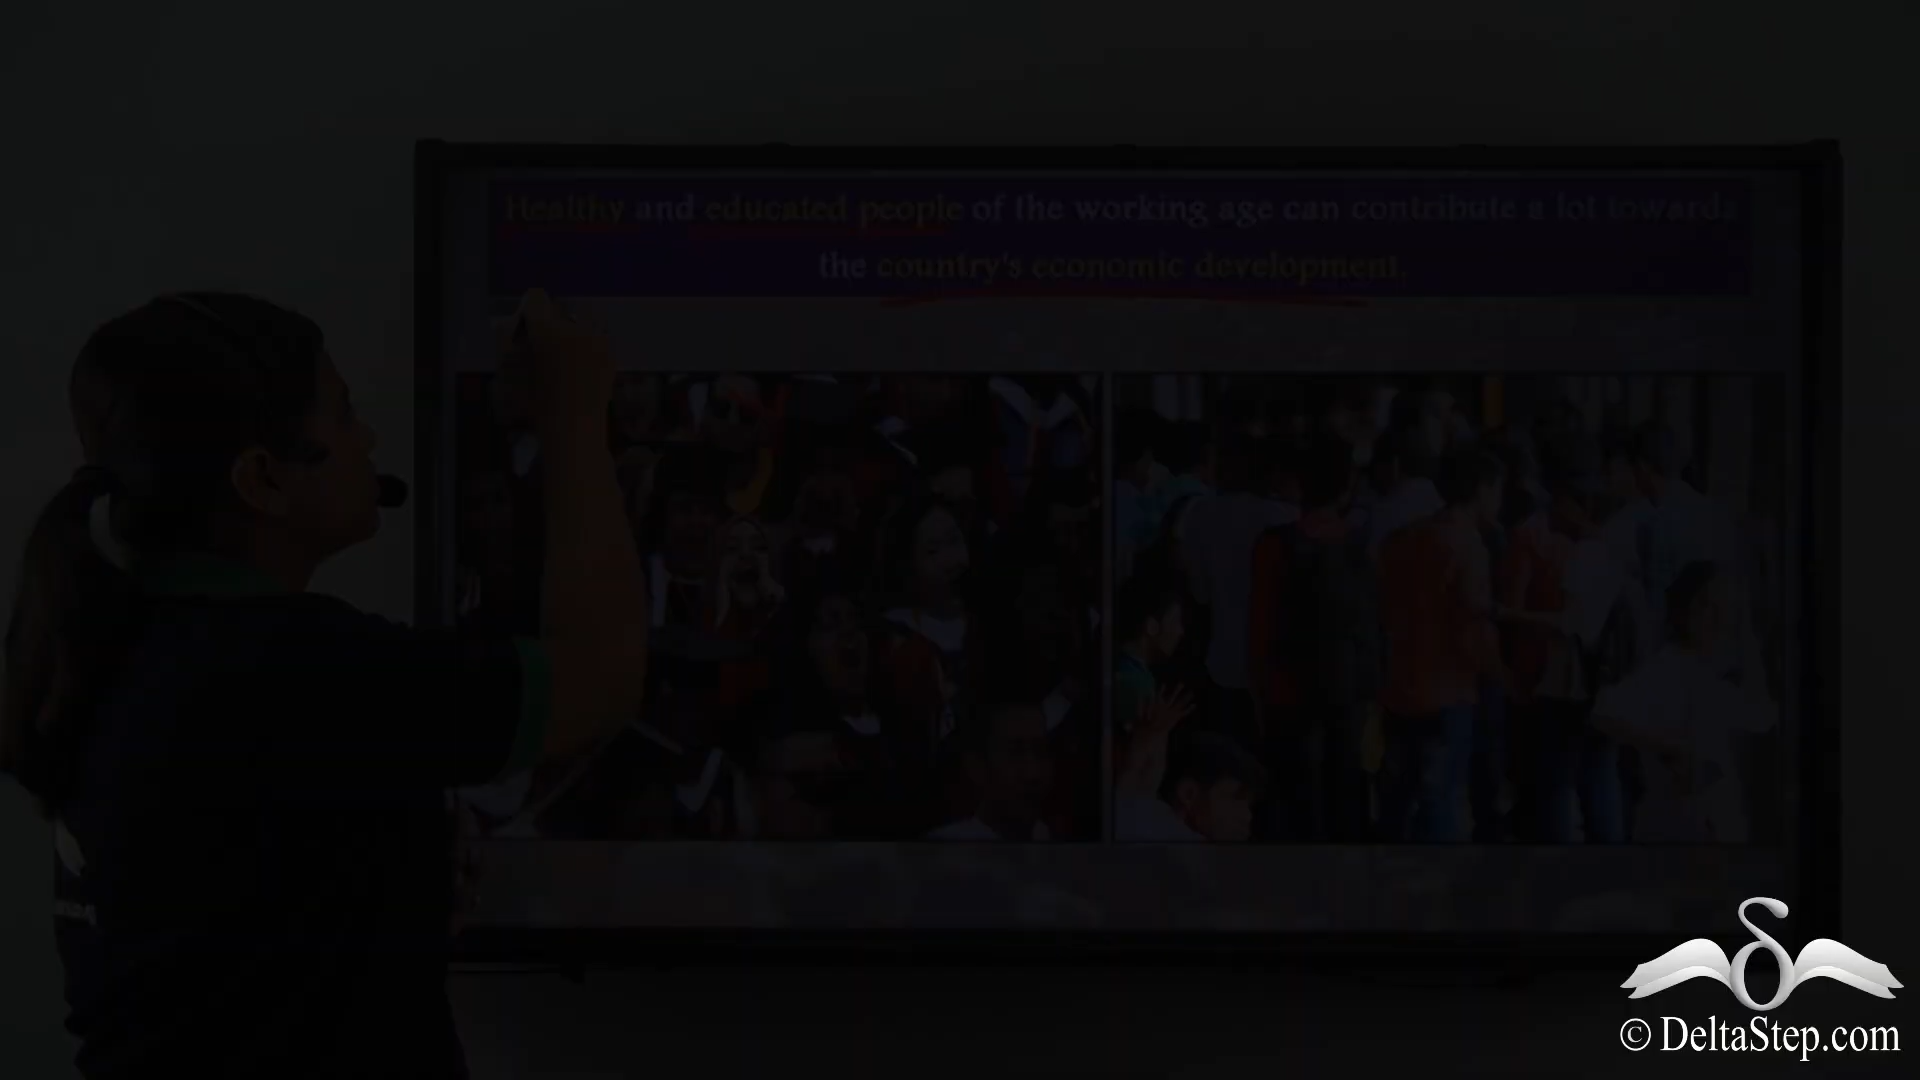 Healthy and educated people of the working age can contribute a lot towards
the country's economic development.
© DeltaStep.com